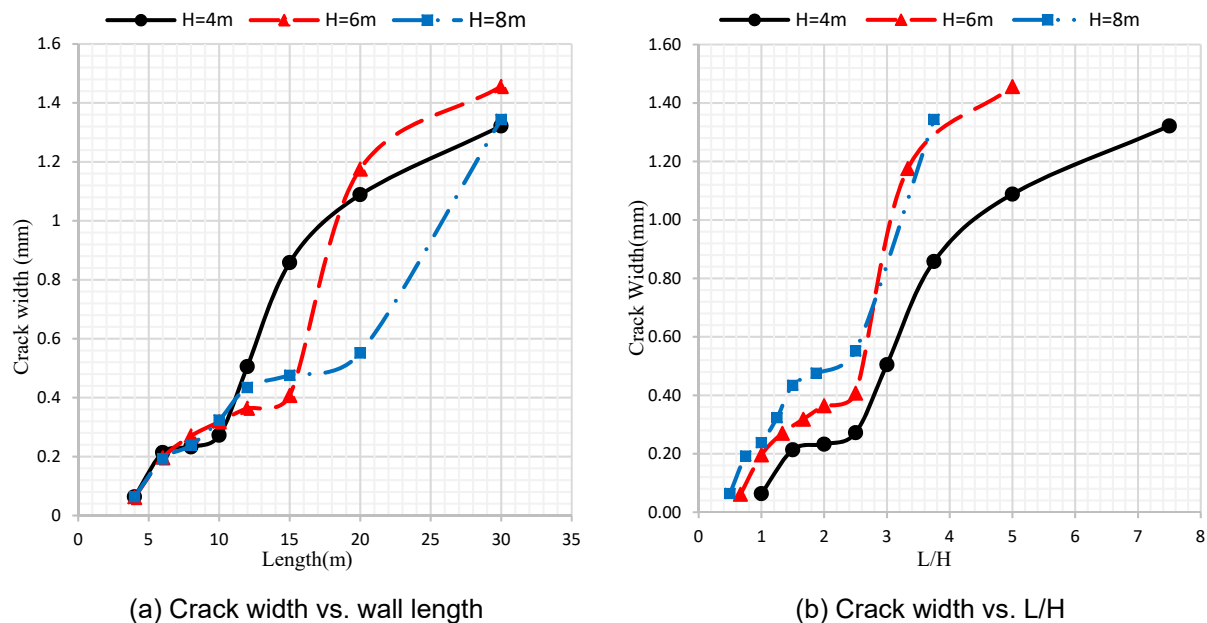 H=4m H=6m H=8m
1.6
1.4
1.2
1
0.8
0.6
0.4
0.2
0
Crack width (mm)
0 5 10 15 20 25 30 35
Length(m)
(a) Crack width vs. wall length
H=4m H=6m H=8m
1.60
1.40
1.20
1.00
0.80
0.60
0.40
0.20
0.00
Crack Width(mm)
0 1 2 3 4 5 6 7 8
L/H
(b) Crack width vs. L/H